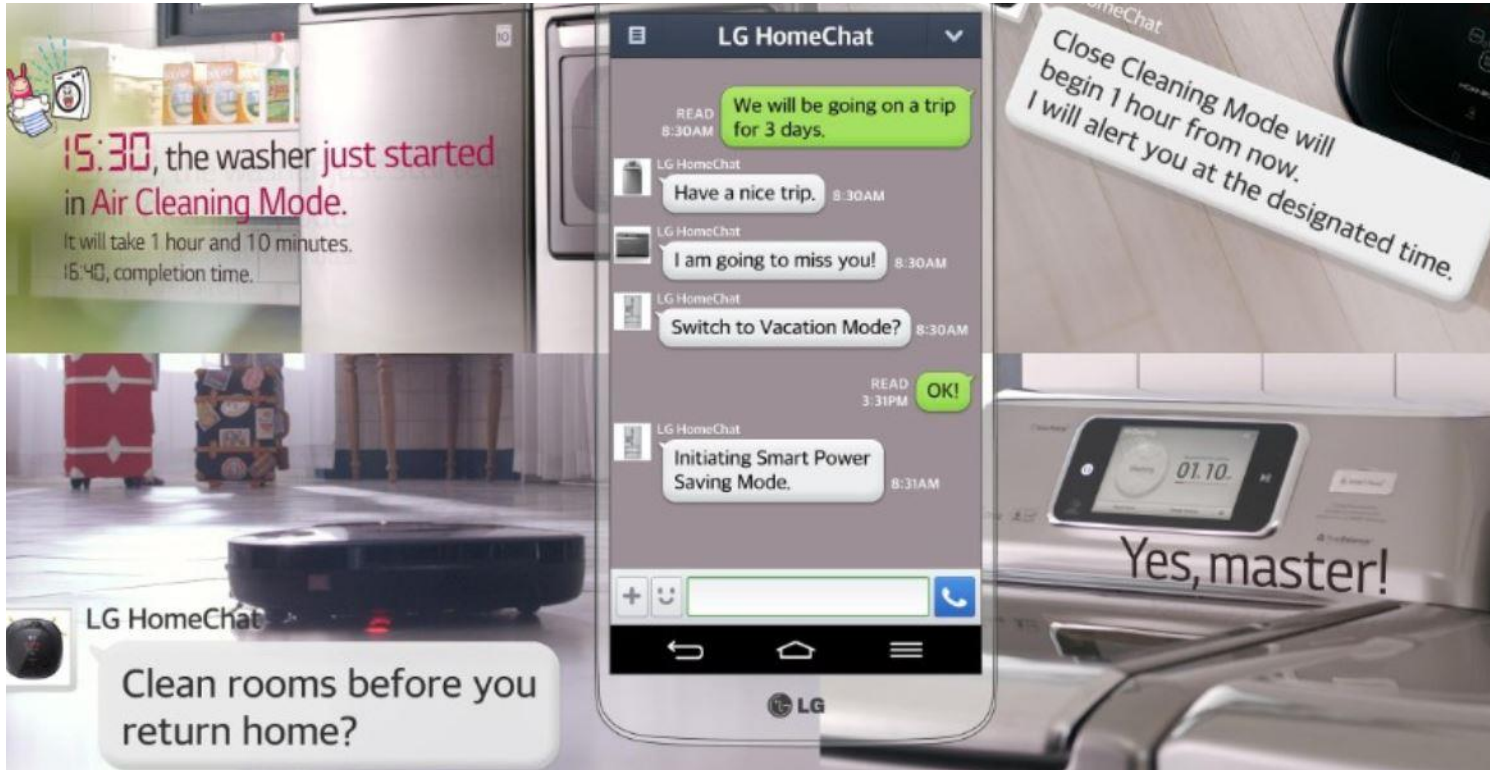 15:30, the washer just started
in Air Cleaning Mode.
It will take 1 hour and 10 minutes.
16:40, completion time.
LG HomeChat
We will be going on a trip
for 3 days.
READ
8:30AM
LG HomeChat
Have a nice trip.
8:30AM
LG HomeChat
I am going to miss you!
8:30AM
LG HomeChat
Switch to Vacation Mode?
8:30AM
READ
3:31PM
OK!
LG HomeChat
Initiating Smart Power
Saving Mode.
8:31AM
LG
Close Cleaning Mode will
begin 1 hour from now.
I will alert you at the designated time.
LG HomeChat
Clean rooms before you
return home?
01.10
Yes, master!